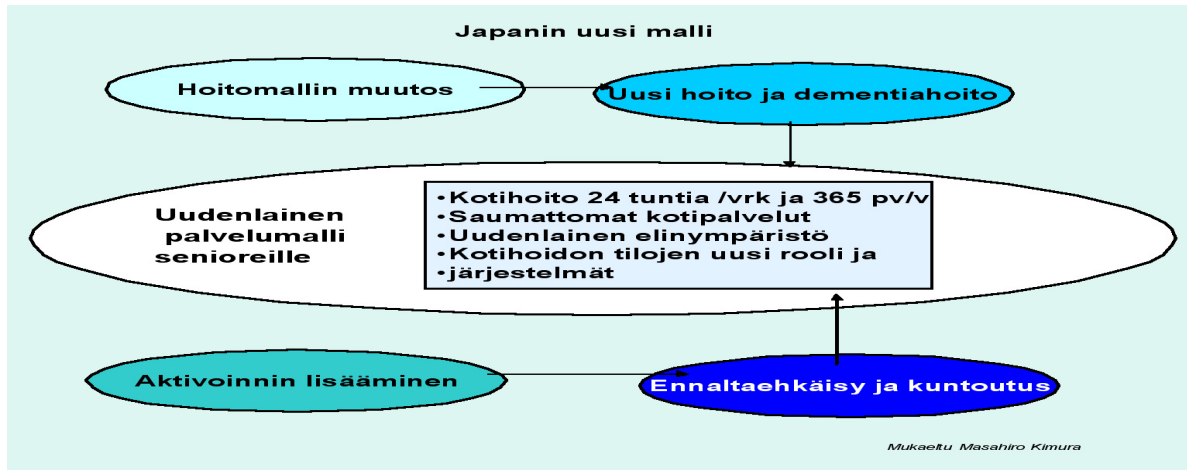 Japanin uusi malli
Hoitomallin muutos
Uusi hoito ja dementiahoito
Uudenlainen
palvelumalli
senioreille
•Kotihoito 24 tuntia /vrk ja 365 pv/v
•Saumattomat kotipalvelut
•Uudenlainen elinympäristö
•Kotihoidon tilojen uusi rooli ja
•järjestelmät
Aktivoinnin lisääminen
Ennaltaehkäisy ja kuntoutus
Mukaeltu Masahiro Kimura